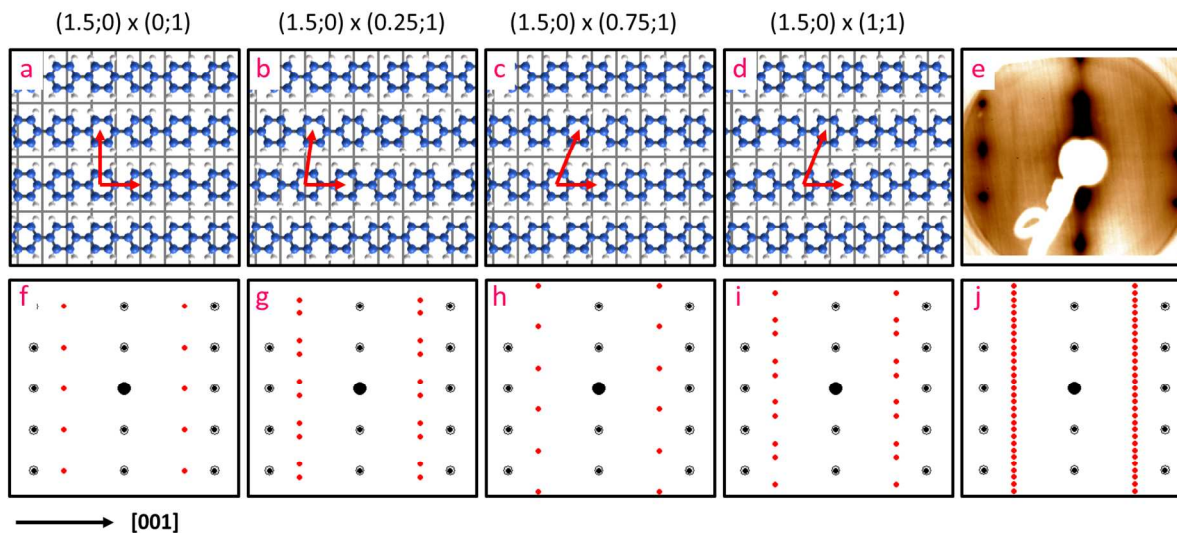 (1.5;0) x (0;1)
(1.5;0) x (0.25;1)
(1.5;0) x (0.75;1)
(1.5;0) x (1;1)
a
b
c
d
e
f
g
h
i
j
[001]